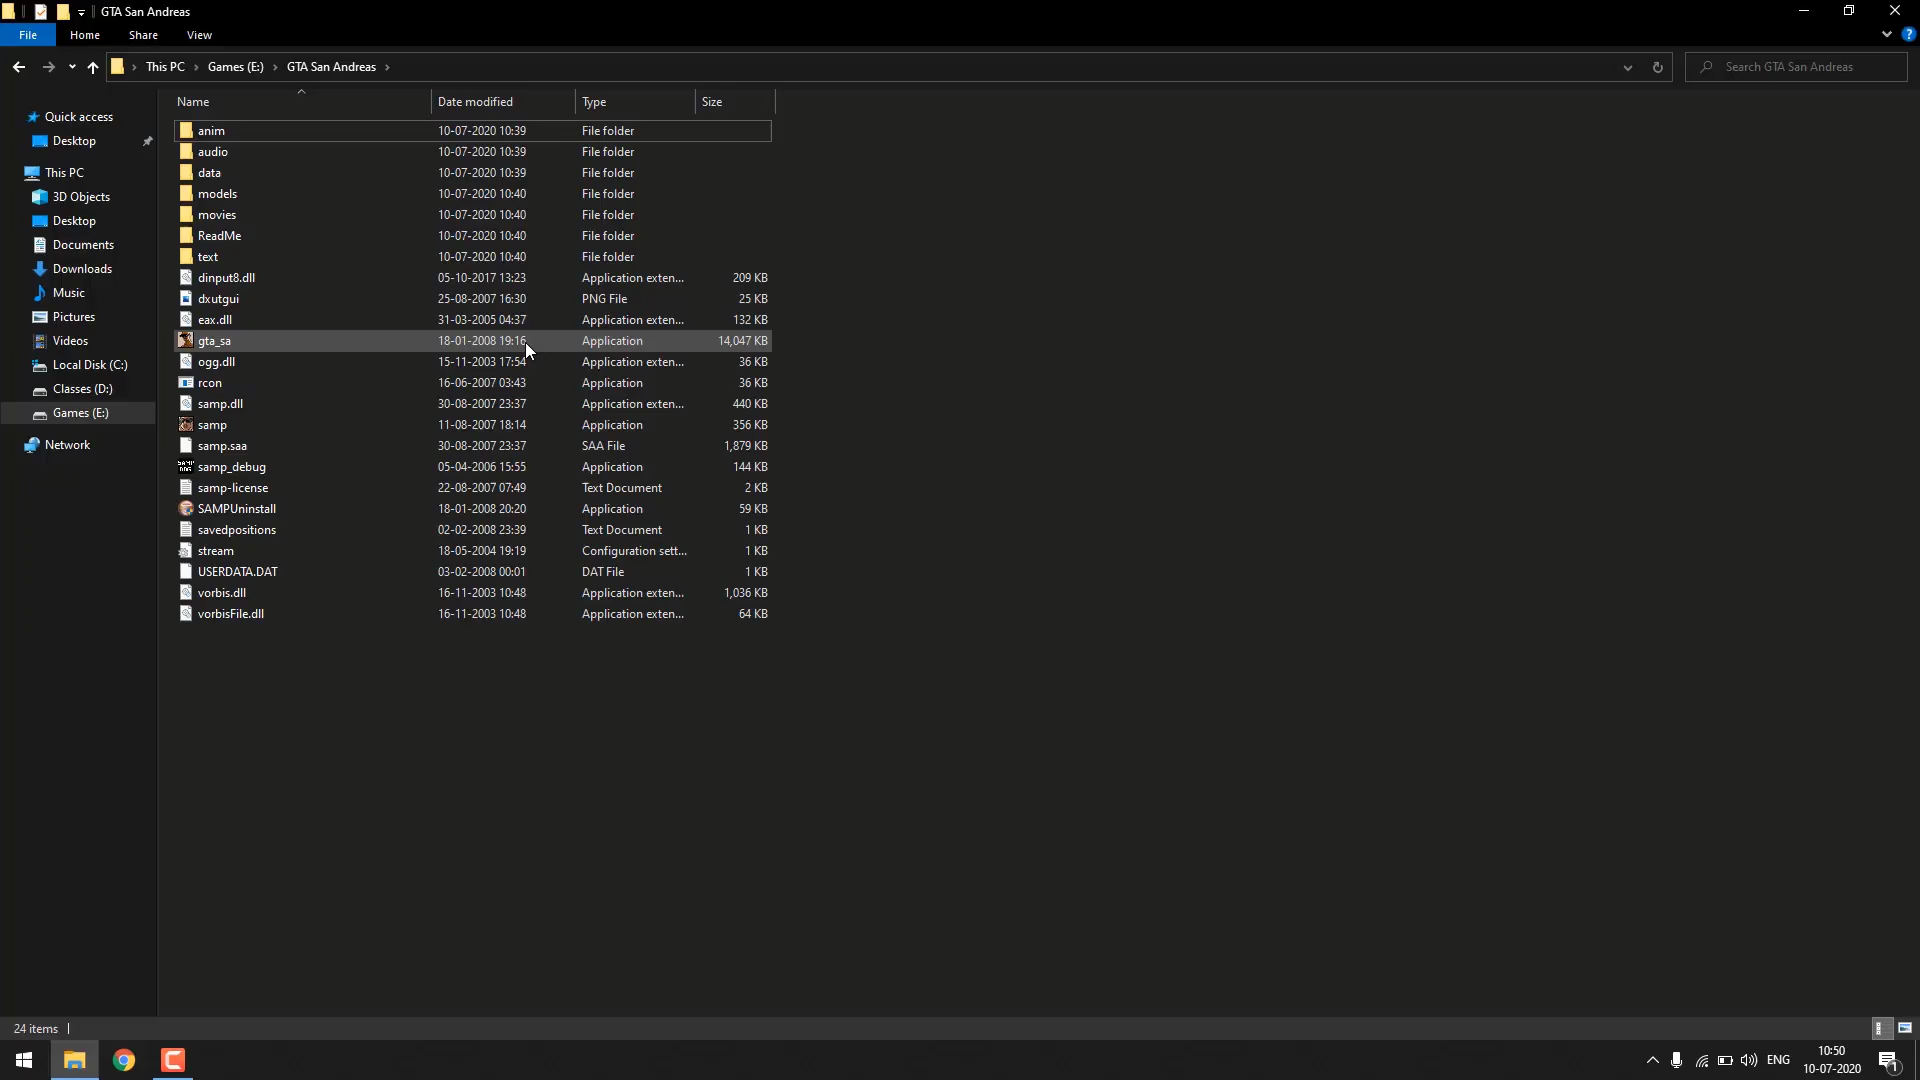 GTA San Andreas
File Home Share View
This PC Games (E:) GTA San Andreas Search GTA San Andreas
Name Date modified Type Size
Quick access
Desktop
This PC
3D Objects
Desktop
Documents
Downloads
Music
Pictures
Videos
Local Disk (C:)
Classes (D:)
Games (E:)
Network
anim 10-07-2020 10:39 File folder
audio 10-07-2020 10:39 File folder
data 10-07-2020 10:39 File folder
models 10-07-2020 10:40 File folder
movies 10-07-2020 10:40 File folder
ReadMe 10-07-2020 10:40 File folder
text 10-07-2020 10:40 File folder
dinput8.dll 05-10-2017 13:23 Application exten... 209 KB
dxutgui 25-08-2007 16:30 PNG File 25 KB
eax.dll 31-03-2005 04:37 Application exten... 132 KB
gta_sa 18-01-2008 19:16 Application 14,047 KB
ogg.dll 15-11-2003 17:54 Application exten... 36 KB
rcon 16-06-2007 03:43 Application 36 KB
samp.dll 30-08-2007 23:37 Application exten... 440 KB
samp 11-08-2007 18:14 Application 356 KB
samp.saa 30-08-2007 23:37 SAA File 1,879 KB
samp_debug 05-04-2006 15:55 Application 144 KB
samp-license 22-08-2007 07:49 Text Document 2 KB
SAMPUninstall 18-01-2008 20:20 Application 59 KB
savedpositions 02-02-2008 23:39 Text Document 1 KB
stream 18-05-2004 19:19 Configuration sett... 1 KB
USERDATA.DAT 03-02-2008 00:01 DAT File 1 KB
vorbis.dll 16-11-2003 10:48 Application exten... 1,036 KB
vorbisFile.dll 16-11-2003 10:48 Application exten... 64 KB
24 items
ENG
10:50
10-07-2020
1